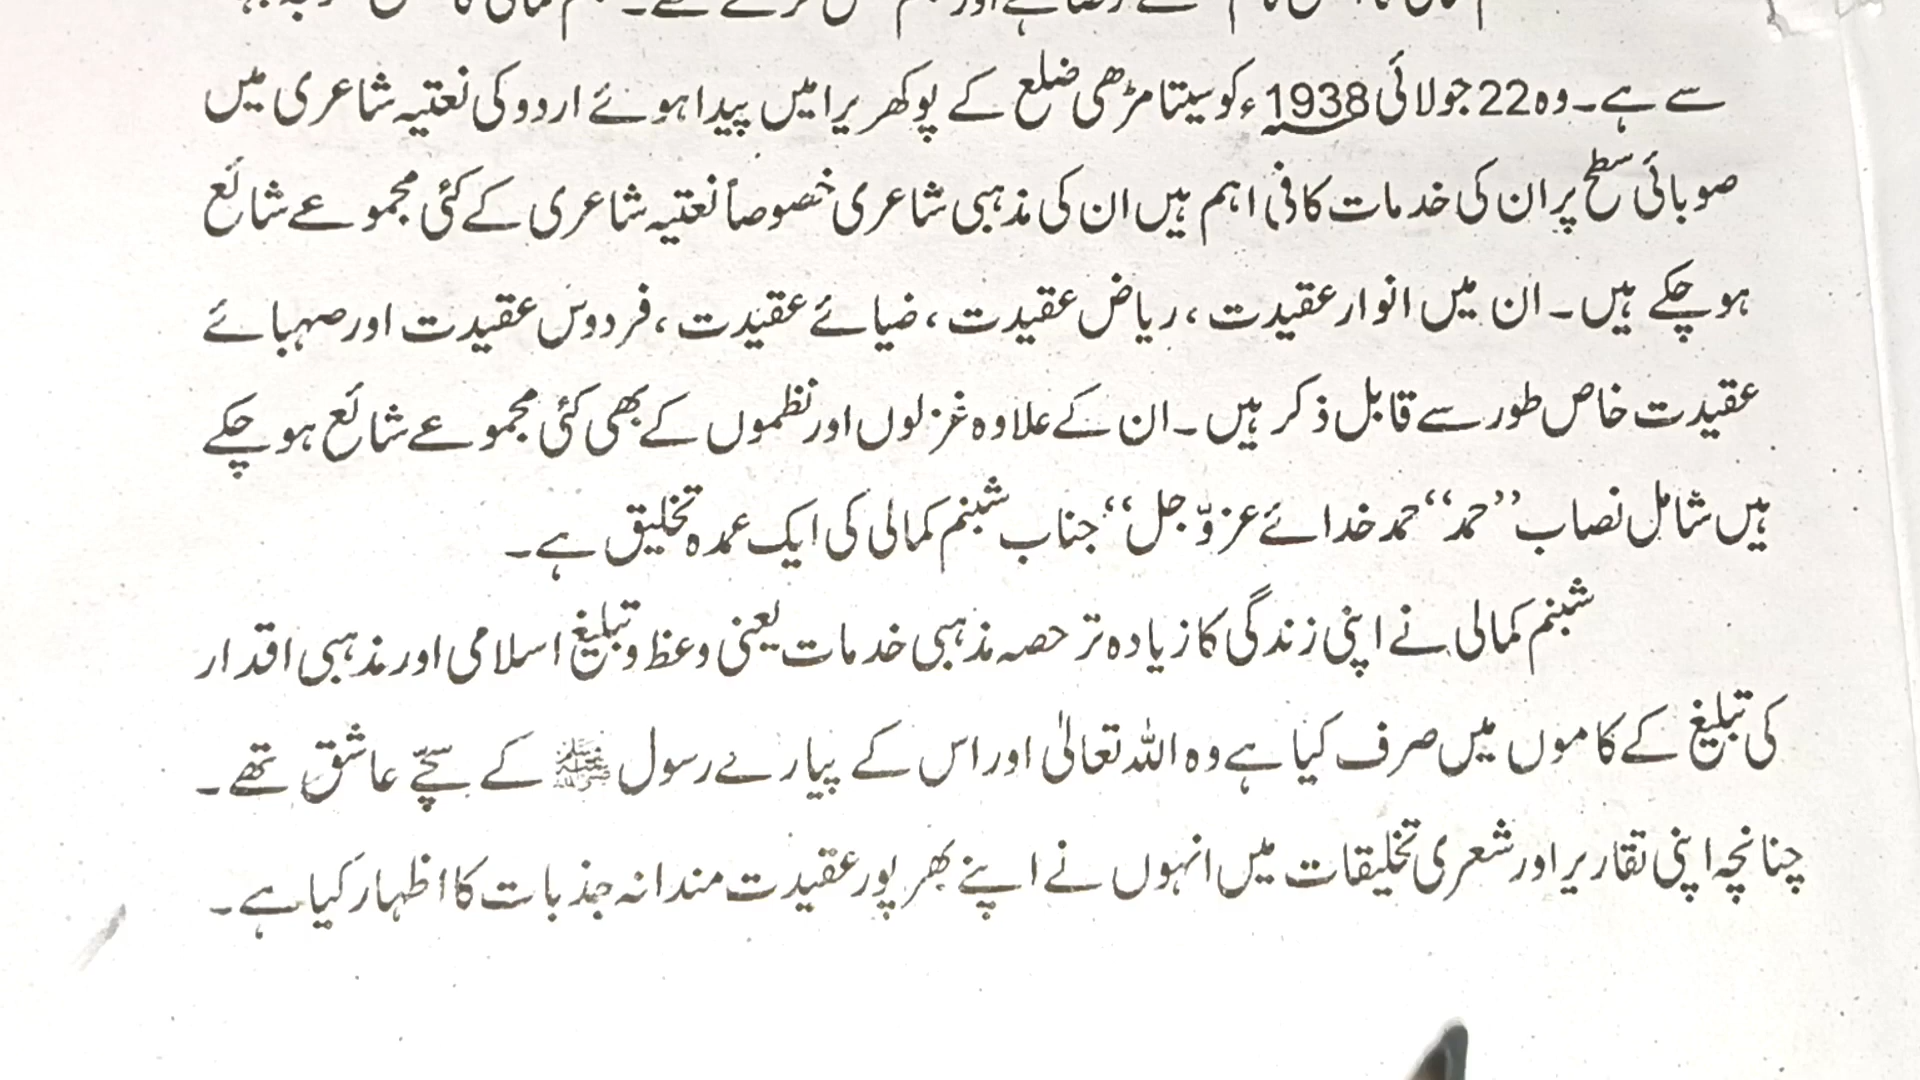 سے ہے۔ وہ 22 جولائی 1938ء کو سیتا مڑھی ضلع کے پوکھریرا میں پیدا ہوئے اردو کی نعتیہ شاعری میں
صوبائی سطح پر ان کی خدمات کافی اہم ہیں ان کی مذہبی شاعری خصوصاً نعتیہ شاعری کے کئی مجموعے شائع
ہو چکے ہیں۔ ان میں انوار عقیدت، ریاض عقیدت، ضیائے عقیدت، فردوس عقیدت اور صہبائے
عقیدت خاص طور سے قابل ذکر ہیں۔ ان کے علاوہ غزلوں اور نظموں کے بھی کئی مجموعے شائع ہو چکے
ہیں شامل نصاب ’’حمد‘‘ حمد خدائے عزوّجل‘‘ جناب شبنم کمالی کی ایک عمدہ تخلیق ہے۔
شبنم کمالی نے اپنی زندگی کا زیادہ تر حصہ مذہبی خدمات یعنی وعظ و تبلیغ اسلامی اور مذہبی اقدار
کی تبلیغ کے کاموں میں صرف کیا ہے وہ اللہ تعالیٰ اور اس کے پیارے رسول ﷺ کے سچّے عاشق تھے۔
چنانچہ اپنی تقاریر اور شعری تخلیقات میں انہوں نے اپنے بھرپور عقیدت مندانہ جذبات کا اظہار کیا ہے۔